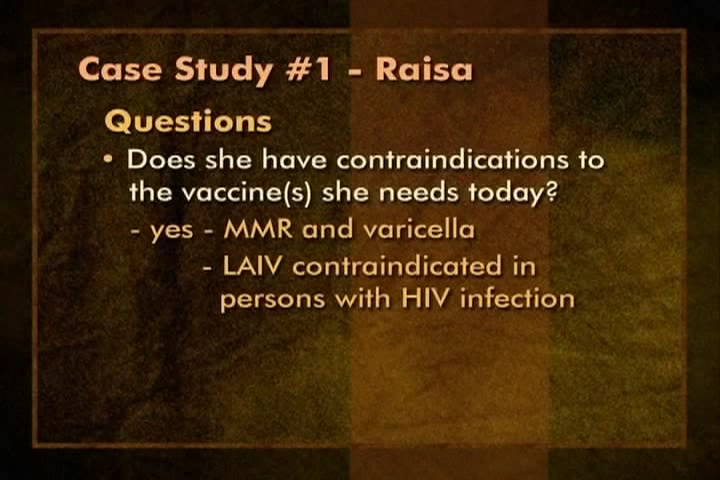 Case Study #1 - Raisa
Questions
• Does she have contraindications to
the vaccine(s) she needs today?
- yes - MMR and varicella
- LAIV contraindicated in
persons with HIV infection